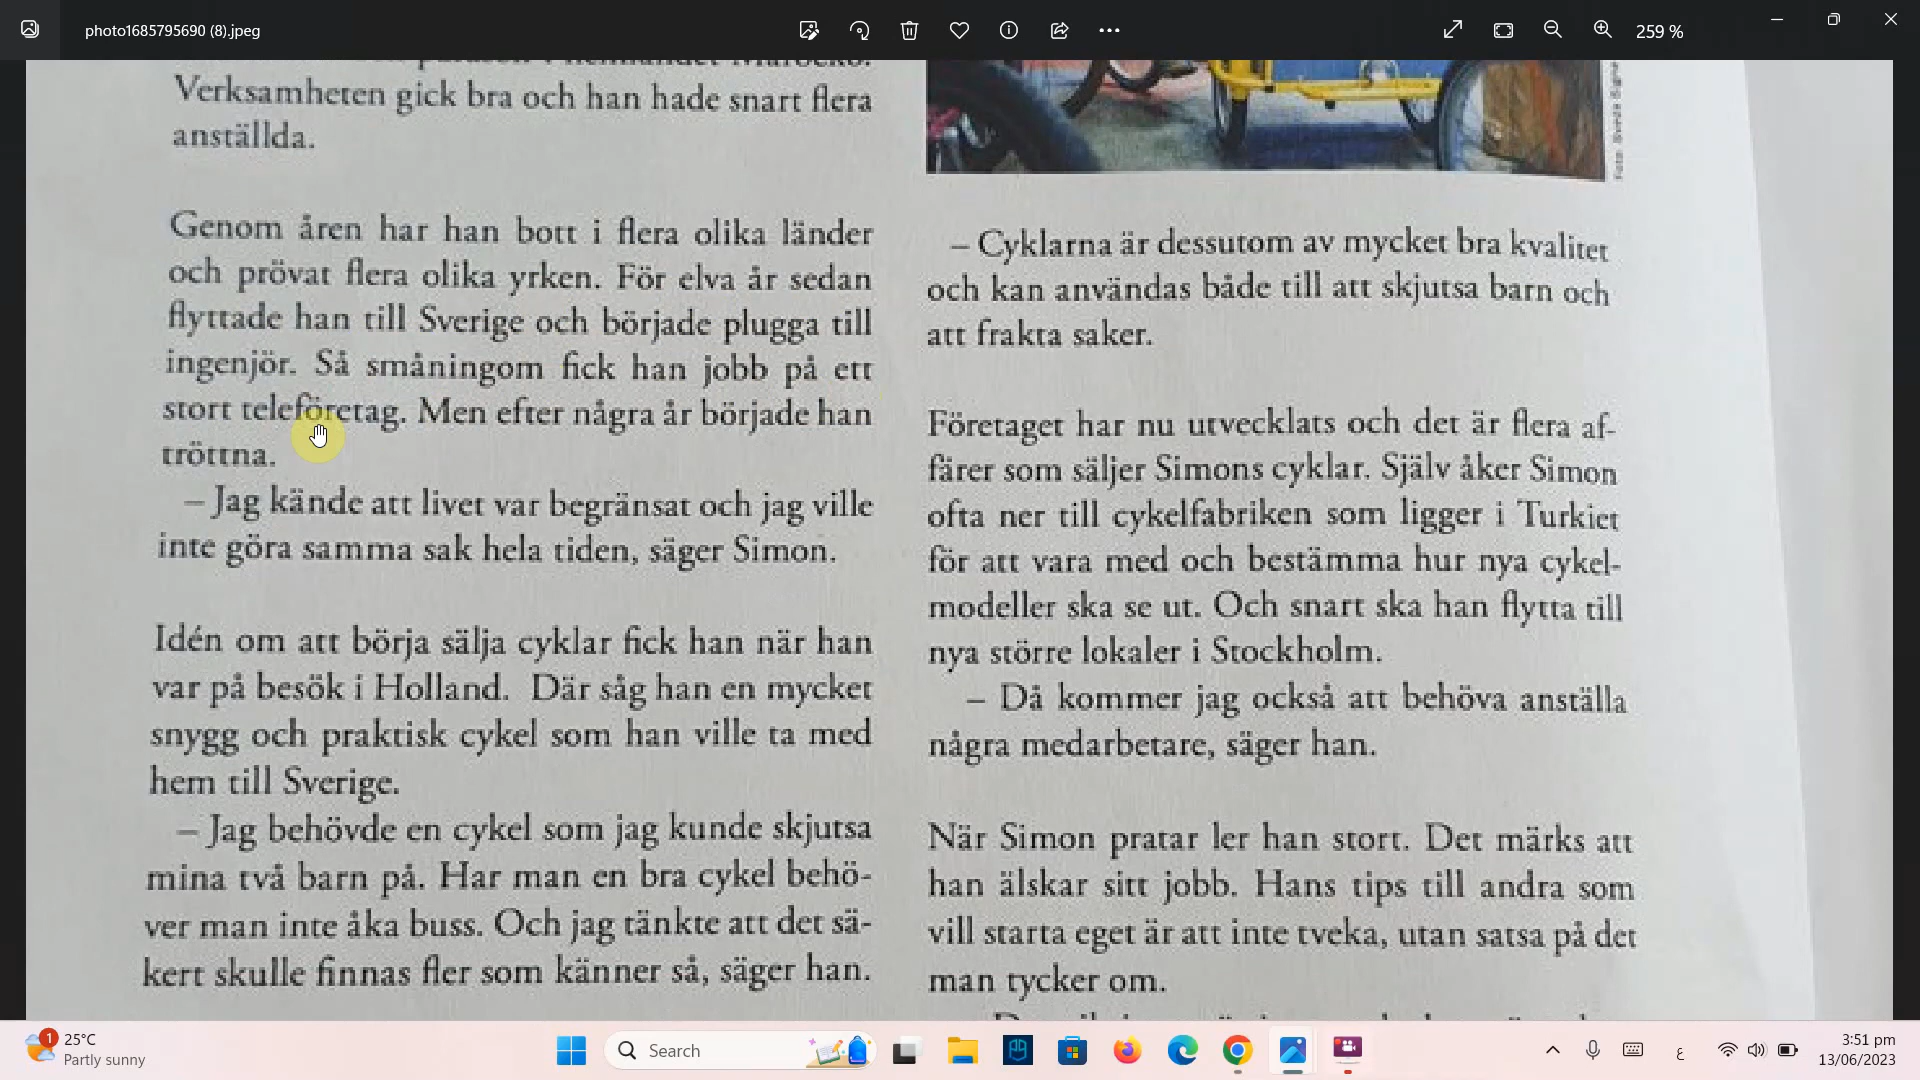 photo1685795690 (8).jpeg
259 %
hemlandet Marocko.
Verksamheten gick bra och han hade snart flera
anställda.
Genom åren har han bott i flera olika länder
och prövat flera olika yrken. För elva år sedan
flyttade han till Sverige och började plugga till
ingenjör. Så småningom fick han jobb på ett
stort teleföretag. Men efter några år började han
tröttna.
– Jag kände att livet var begränsat och jag ville
inte göra samma sak hela tiden, säger Simon.
Idén om att börja sälja cyklar fick han när han
var på besök i Holland. Där såg han en mycket
snygg och praktisk cykel som han ville ta med
hem till Sverige.
– Jag behövde en cykel som jag kunde skjutsa
mina två barn på. Har man en bra cykel behö-
ver man inte åka buss. Och jag tänkte att det sä-
kert skulle finnas fler som känner så, säger han.
– Cyklarna är dessutom av mycket bra kvalitet
och kan användas både till att skjutsa barn och
att frakta saker.
Företaget har nu utvecklats och det är flera af-
färer som säljer Simons cyklar. Själv åker Simon
ofta ner till cykelfabriken som ligger i Turkiet
för att vara med och bestämma hur nya cykel-
modeller ska se ut. Och snart ska han flytta till
nya större lokaler i Stockholm.
– Då kommer jag också att behöva anställa
några medarbetare, säger han.
När Simon pratar ler han stort. Det märks att
han älskar sitt jobb. Hans tips till andra som
vill starta eget är att inte tveka, utan satsa på det
man tycker om.
1
25°C
Partly sunny
Search
ع
3:51 pm
13/06/2023